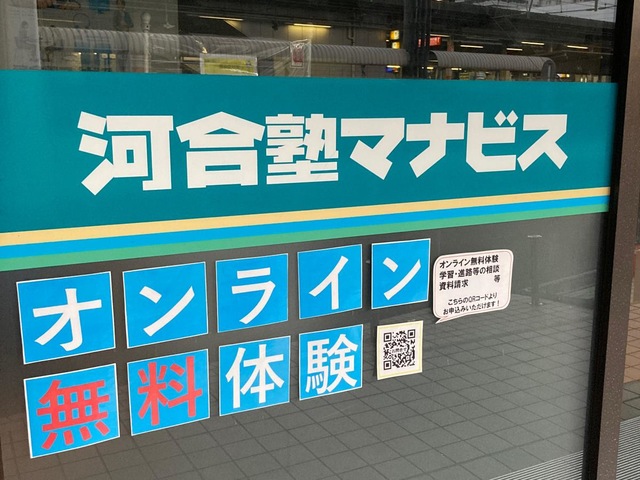 河合塾マナビス
オンライン
無料体験
オンライン無料体験
学習・進路等の相談
資料請求 等
こちらのQRコードより
お申込みいただけます！